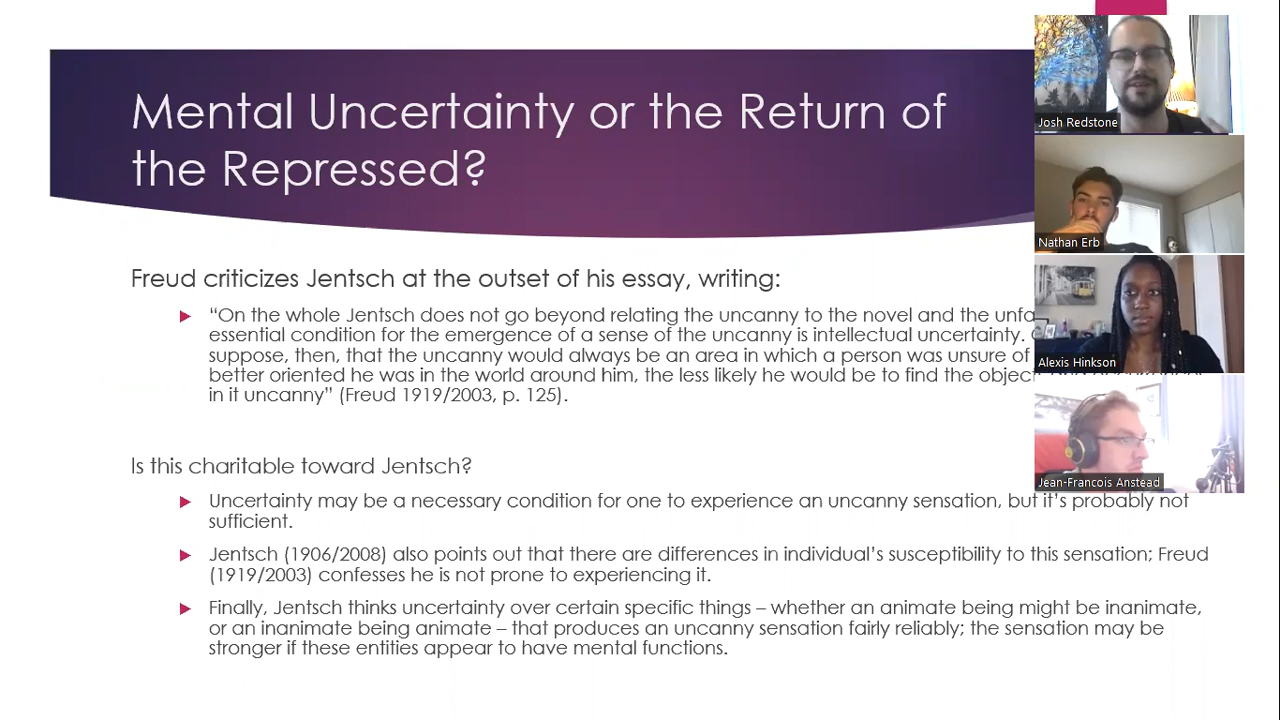 Mental Uncertainty or the Return of
the Repressed?
Freud criticizes Jentsch at the outset of his essay, writing:
“On the whole Jentsch does not go beyond relating the uncanny to the novel and the
essential condition for the emergence of a sense of the uncanny is intellectual uncertainty.
suppose, then, that the uncanny would always be an area in which a person was unsure of
better oriented he was in the world around him, the less likely he would be to find the
in it uncanny” (Freud 1919/2003, p. 125).
Is this charitable toward Jentsch?
Uncertainty may be a necessary condition for one to experience an uncanny sensation, but it’s probably not
sufficient.
Jentsch (1906/2008) also points out that there are differences in individual’s susceptibility to this sensation; Freud
(1919/2003) confesses he is not prone to experiencing it.
Finally, Jentsch thinks uncertainty over certain specific things – whether an animate being might be inanimate,
or an inanimate being animate – that produces an uncanny sensation fairly reliably; the sensation may be
stronger if these entities appear to have mental functions.
Josh Redstone
Nathan Erb
Alexis Hinkson
Jean-Francois Anstead